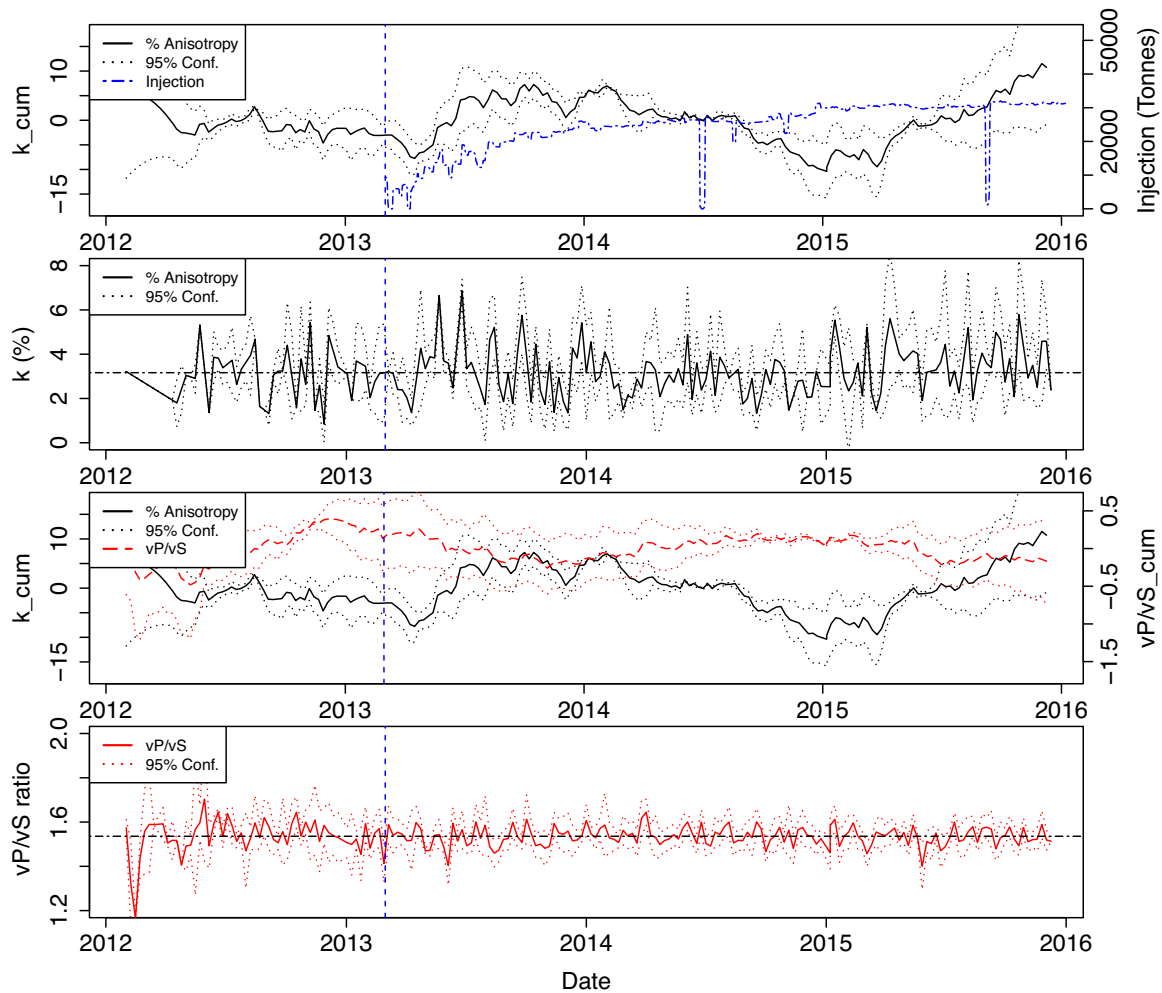 % Anisotropy
95% Conf.
Injection
k_cum
10
0
−15
Injection (Tonnes)
50000
20000
0
2012 2013 2014 2015 2016
% Anisotropy
95% Conf.
k (%)
8
6
4
2
0
2012 2013 2014 2015 2016
% Anisotropy
95% Conf.
vP/vS
k_cum
10
0
−15
vP/vS_cum
0.5
−0.5
−1.5
2012 2013 2014 2015 2016
vP/vS
95% Conf.
vP/vS ratio
2.0
1.6
1.2
2012 2013 2014 2015 2016
Date